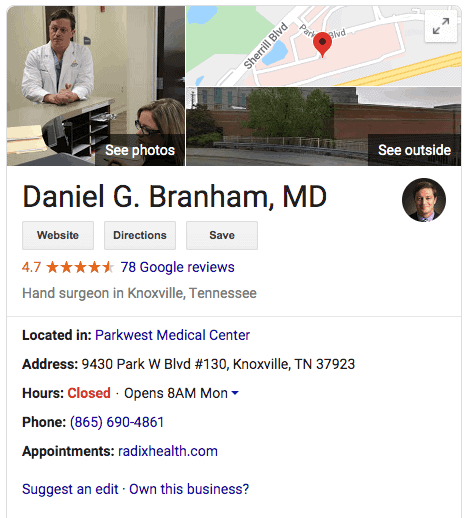 Sherrill Blvd
Park Blvd
See photos
See outside
Daniel G. Branham, MD
Website
Directions
Save
4.7
78 Google reviews
Hand surgeon in Knoxville, Tennessee
Located in: Parkwest Medical Center
Address: 9430 Park W Blvd #130, Knoxville, TN 37923
Hours: Closed · Opens 8AM Mon
Phone: (865) 690-4861
Appointments: radixhealth.com
Suggest an edit · Own this business?